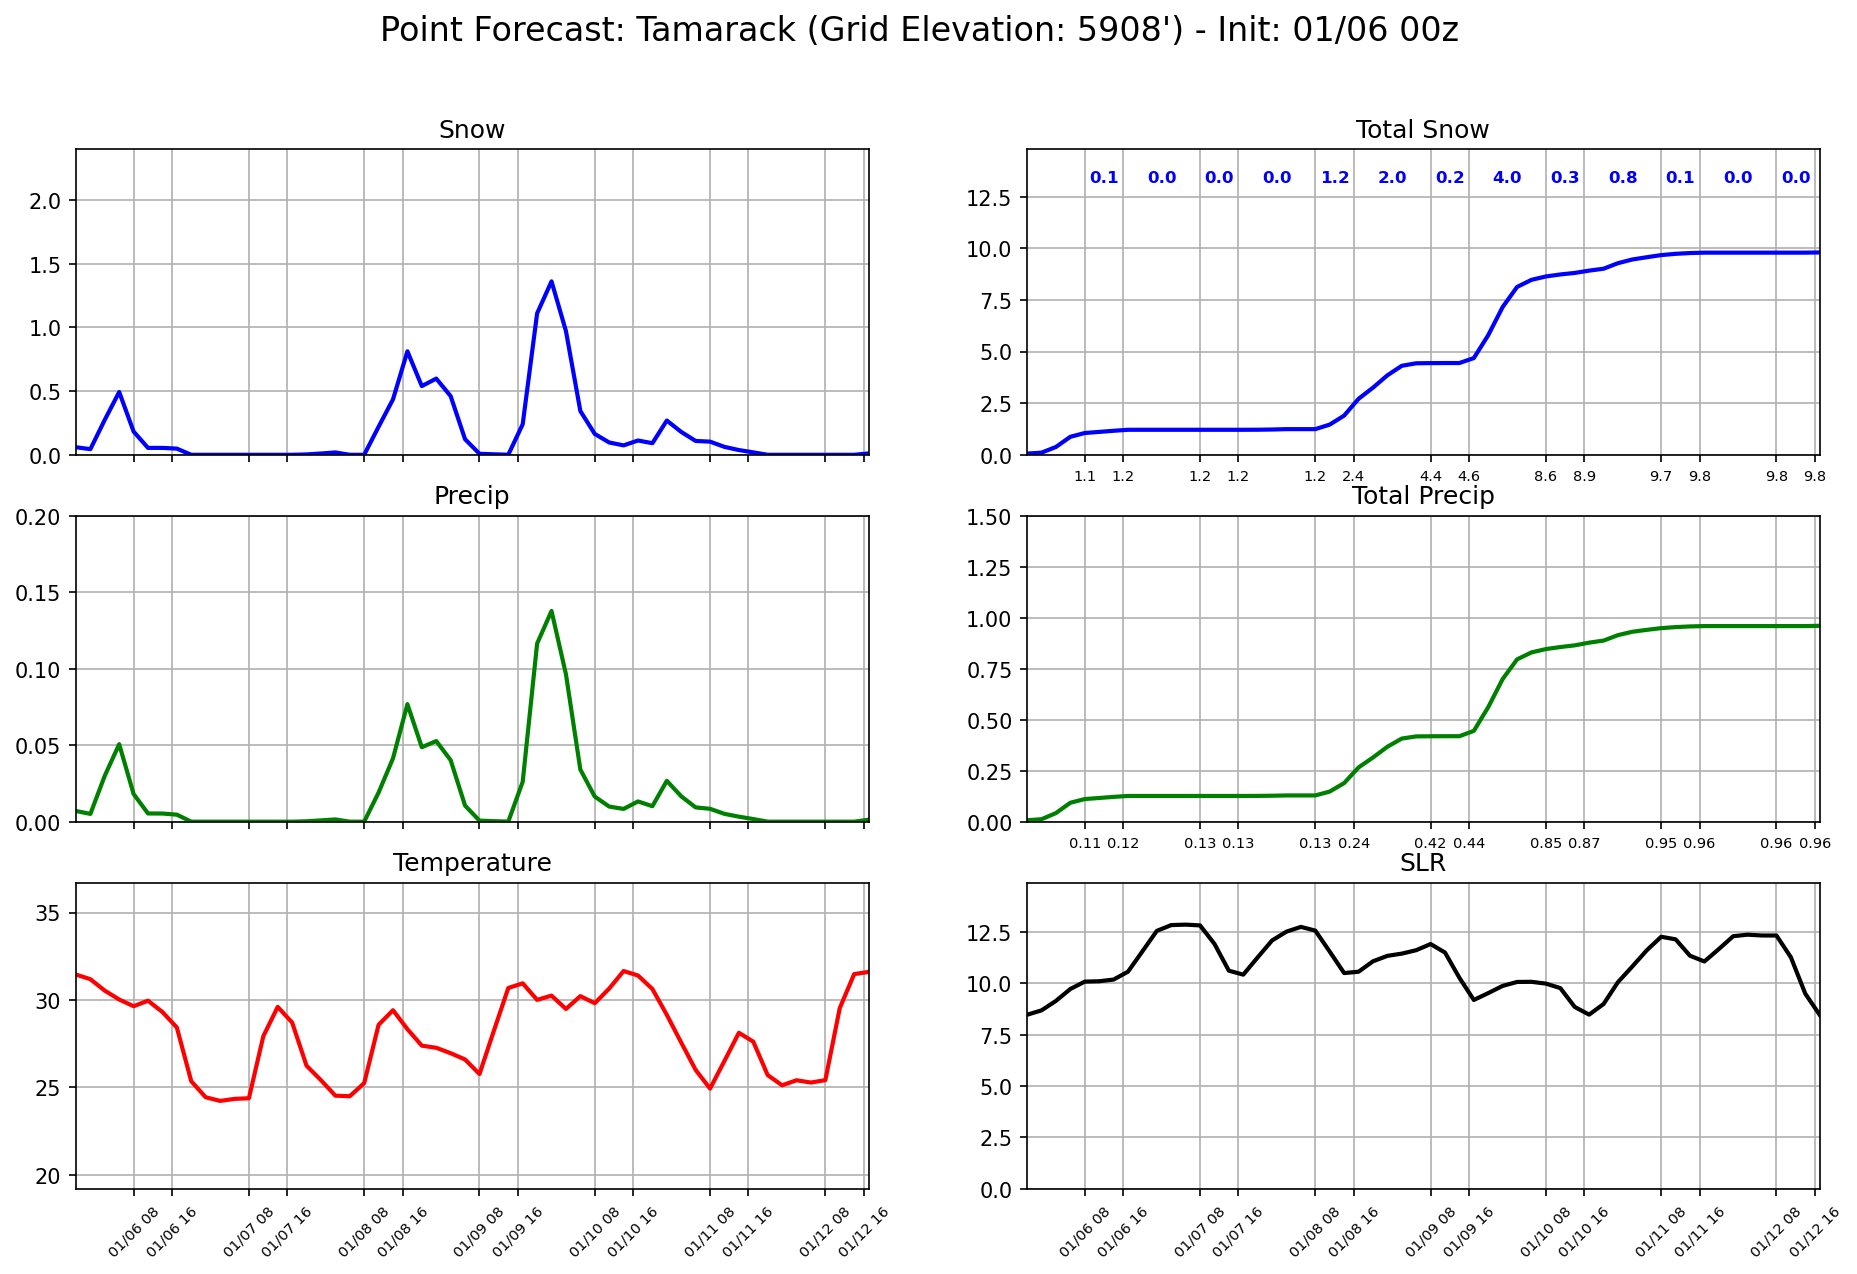 Point Forecast: Tamarack (Grid Elevation: 5908') - Init: 01/06 00z
Snow
2.0
1.5
1.0
0.5
0.0
Total Snow
0.1 0.0 0.0 0.0 1.2 2.0 0.2 4.0 0.3 0.8 0.1 0.0 0.0
12.5
10.0
7.5
5.0
2.5
0.0
1.1 1.2 1.2 1.2 1.2 2.4 4.4 4.6 8.6 8.9 9.7 9.8 9.8 9.8
Precip
0.20
0.15
0.10
0.05
0.00
Total Precip
1.50
1.25
1.00
0.75
0.50
0.25
0.00
0.11 0.12 0.13 0.13 0.13 0.24 0.42 0.44 0.85 0.87 0.95 0.96 0.96 0.96
Temperature
35
30
25
20
01/06 08 01/06 16 01/07 08 01/07 16 01/08 08 01/08 16 01/09 08 01/09 16 01/10 08 01/10 16 01/11 08 01/11 16 01/12 08 01/12 16
SLR
12.5
10.0
7.5
5.0
2.5
0.0
01/06 08 01/06 16 01/07 08 01/07 16 01/08 08 01/08 16 01/09 08 01/09 16 01/10 08 01/10 16 01/11 08 01/11 16 01/12 08 01/12 16